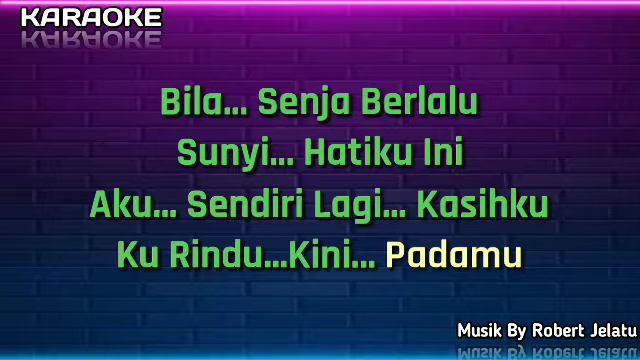 KARAOKE
Bila... Senja Berlalu
Sunyi... Hatiku Ini
Aku... Sendiri Lagi... Kasihku
Ku Rindu...Kini... Padamu
Musik By Robert Jelatu